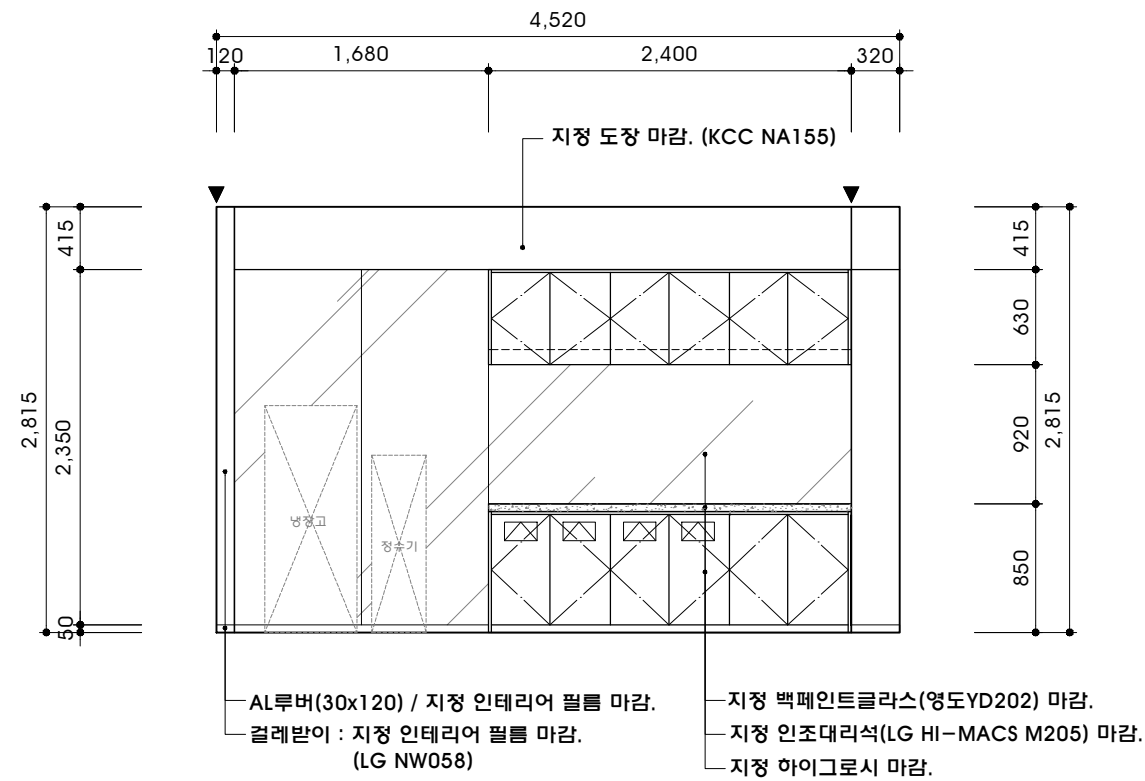 4,520
120 1,680 2,400 320
지정 도장 마감. (KCC NA155)
415 415
630
2,815 2,350 920 2,815
냉장고
정수기
850
50
AL루버(30x120) / 지정 인테리어 필름 마감.
걸레받이 : 지정 인테리어 필름 마감.
(LG NW058)
지정 백페인트글라스(영도YD202) 마감.
지정 인조대리석(LG HI-MACS M205) 마감.
지정 하이그로시 마감.